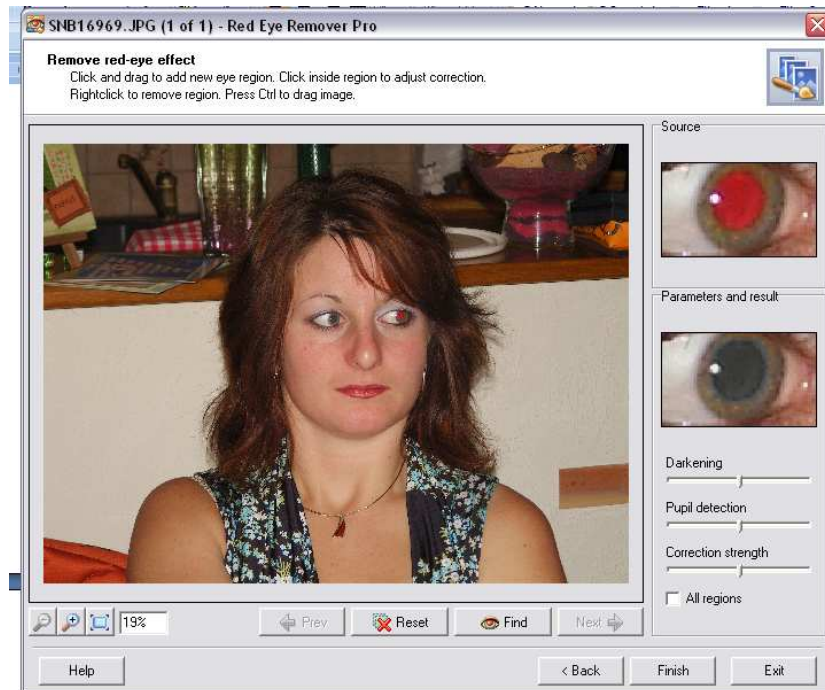 SNB16969.JPG (1 of 1) - Red Eye Remover Pro
Remove red-eye effect
Click and drag to add new eye region. Click inside region to adjust correction.
Rightclick to remove region. Press Ctrl to drag image.
Source
Parameters and result
Darkening
Pupil detection
Correction strength
All regions
19%
Prev
Reset
Find
Next
Help
< Back
Finish
Exit